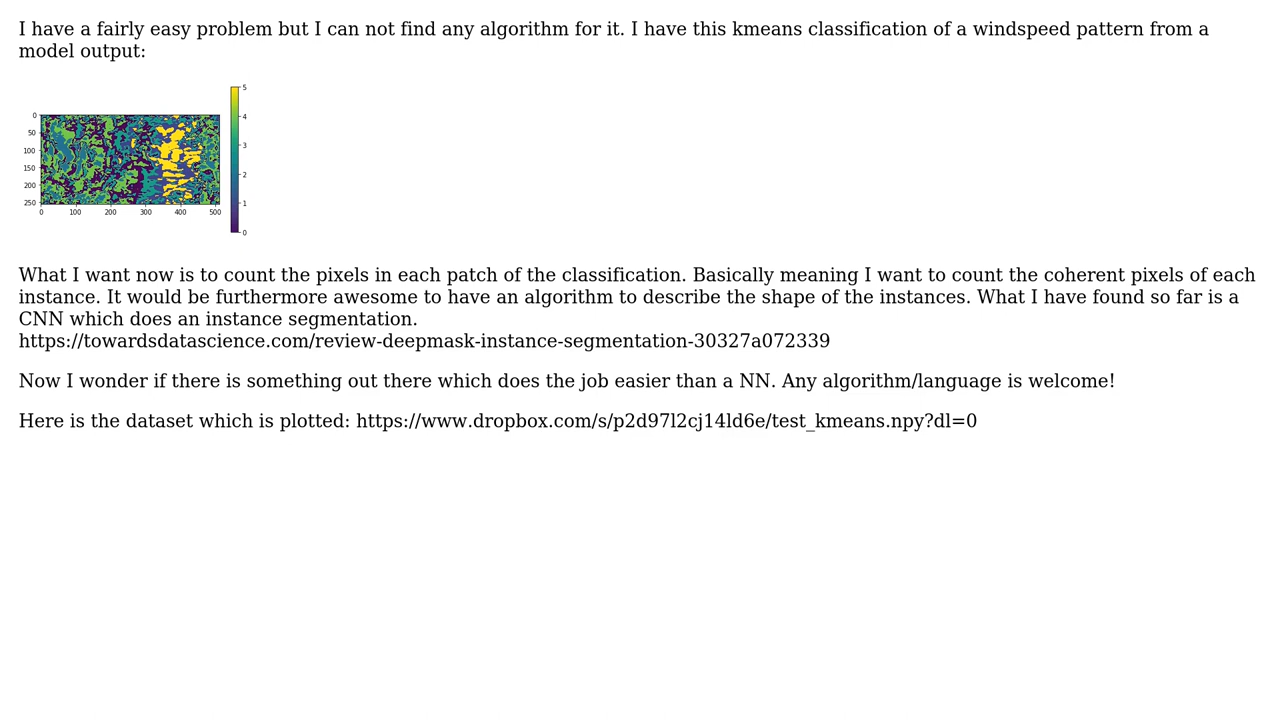 I have a fairly easy problem but I can not find any algorithm for it. I have this kmeans classification of a windspeed pattern from a
model output:
5
4
3
2
1
0
0
50
100
150
200
250
0 100 200 300 400 500
What I want now is to count the pixels in each patch of the classification. Basically meaning I want to count the coherent pixels of each
instance. It would be furthermore awesome to have an algorithm to describe the shape of the instances. What I have found so far is a
CNN which does an instance segmentation.
https://towardsdatascience.com/review-deepmask-instance-segmentation-30327a072339
Now I wonder if there is something out there which does the job easier than a NN. Any algorithm/language is welcome!
Here is the dataset which is plotted: https://www.dropbox.com/s/p2d97l2cj14ld6e/test_kmeans.npy?dl=0